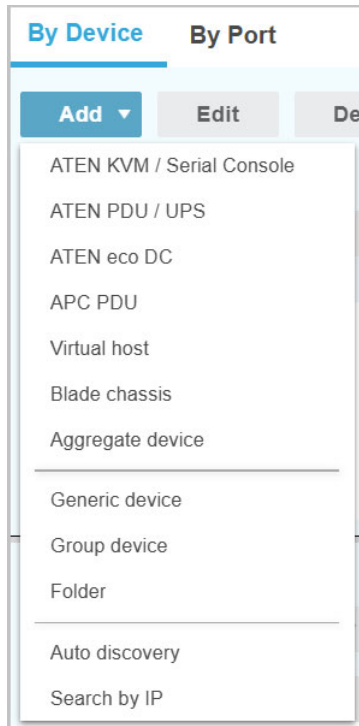 By Device By Port
Add Edit
ATEN KVM / Serial Console
ATEN PDU / UPS
ATEN eco DC
APC PDU
Virtual host
Blade chassis
Aggregate device
Generic device
Group device
Folder
Auto discovery
Search by IP